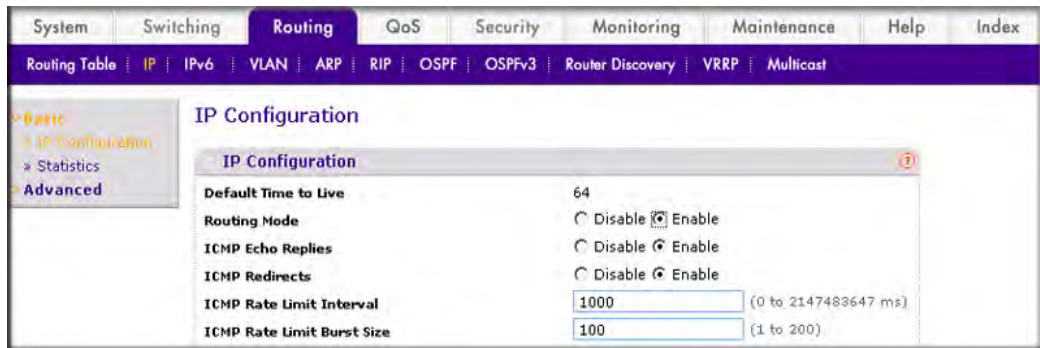 System Switching Routing QoS Security Monitoring Maintenance Help Index
Routing Table IP IPv6 VLAN ARP RIP OSPF OSPFv3 Router Discovery VRRP Multicast
Basic
» IP Configuration
» Statistics
Advanced
IP Configuration
IP Configuration ?
Default Time to Live 64
Routing Mode Disable Enable
ICMP Echo Replies Disable Enable
ICMP Redirects Disable Enable
ICMP Rate Limit Interval 1000 (0 to 2147483647 ms)
ICMP Rate Limit Burst Size 100 (1 to 200)